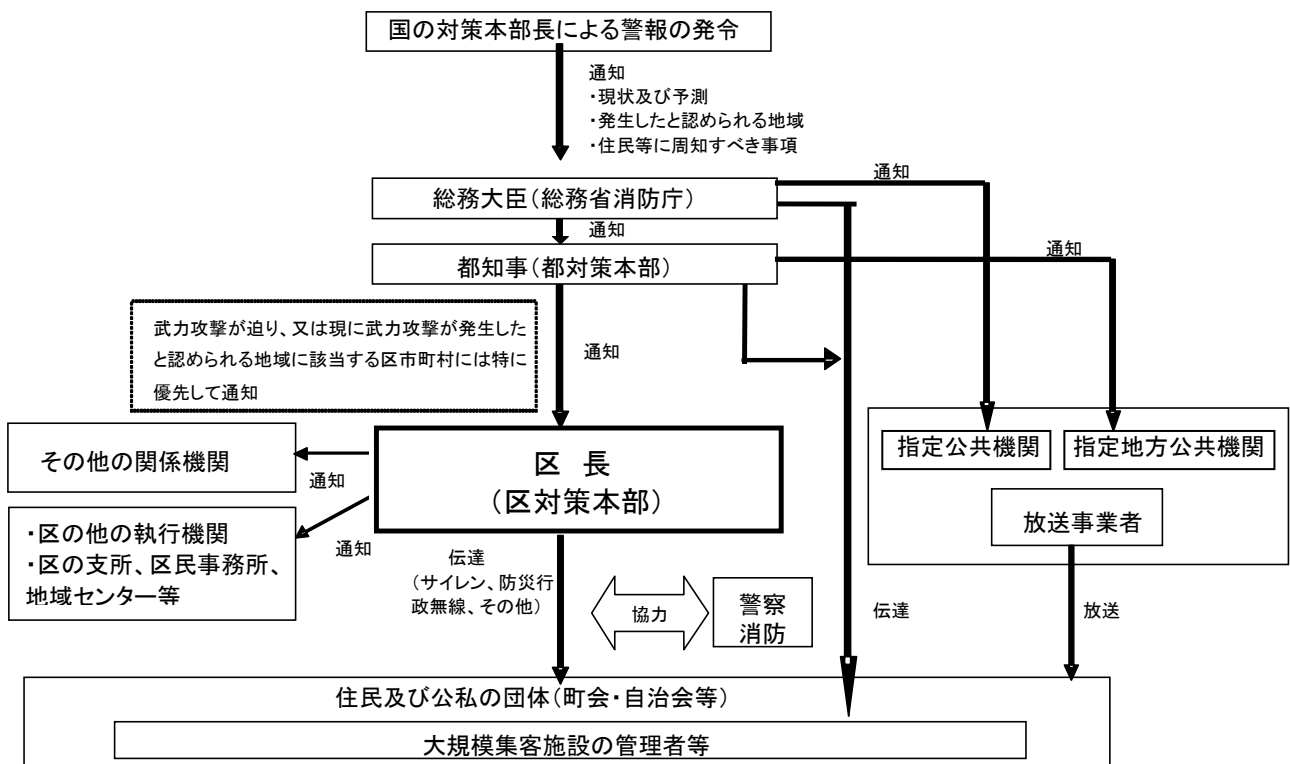 国の対策本部長による警報の発令
通知
・現状及び予測
・発生したと認められる地域
・住民等に周知すべき事項
通知
総務大臣(総務省消防庁)
通知
通知
都知事(都対策本部)
武力攻撃が迫り、又は現に武力攻撃が発生した
と認められる地域に該当する区市町村には特に
優先して通知
通知
指定公共機関
指定地方公共機関
その他の関係機関
区 長
(区対策本部)
通知
放送事業者
・区の他の執行機関
・区の支所、区民事務所、
地域センター等
通知
伝達
(サイレン、防災行
政無線、その他)
協力
警察
消防
伝達
放送
住民及び公私の団体(町会・自治会等)
大規模集客施設の管理者等